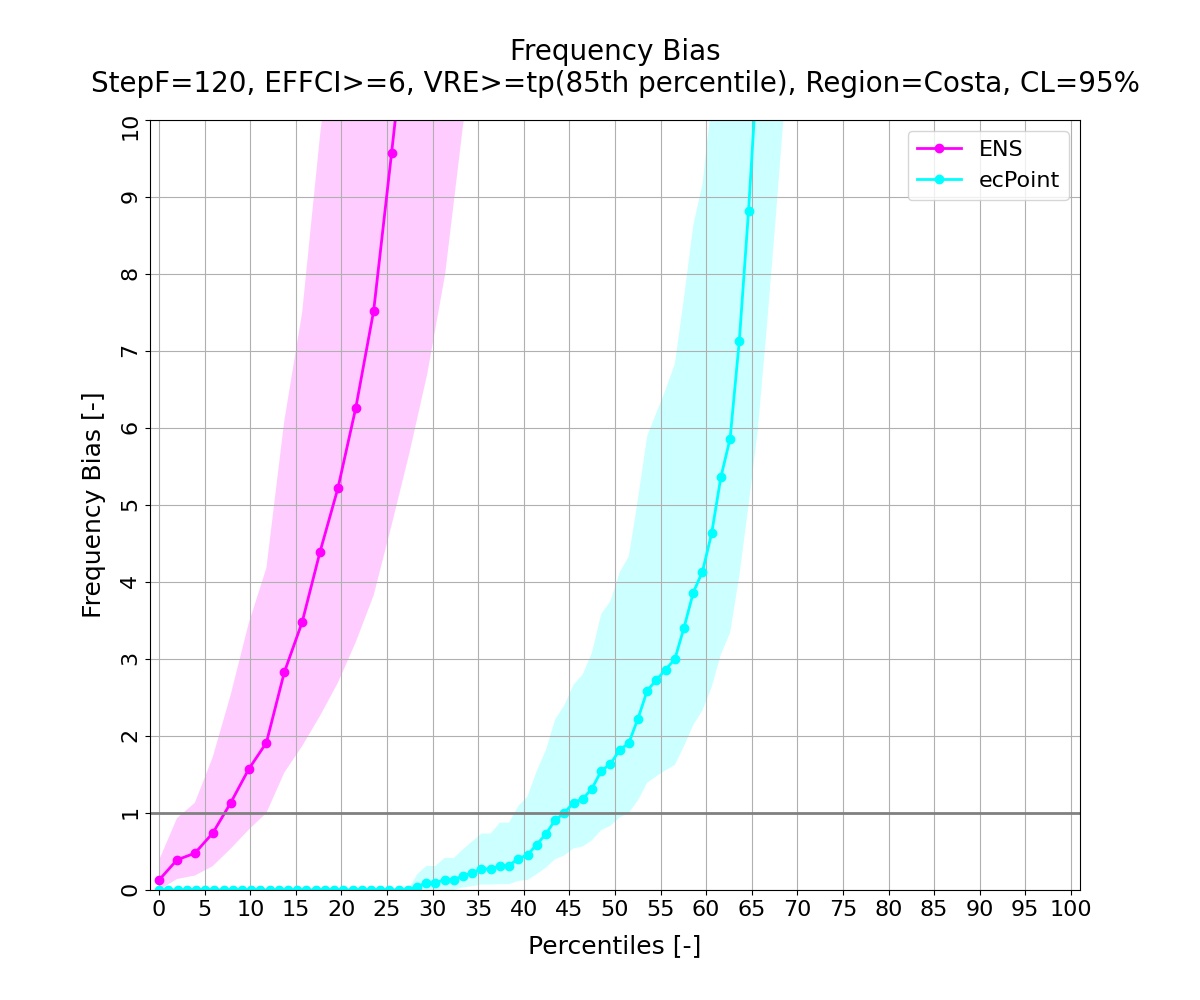 Frequency Bias
StepF=120, EFFCI>=6, VRE>=tp(85th percentile), Region=Costa, CL=95%
ENS
ecPoint
Frequency Bias [-]
10
9
8
7
6
5
4
3
2
1
0
0 5 10 15 20 25 30 35 40 45 50 55 60 65 70 75 80 85 90 95 100
Percentiles [-]